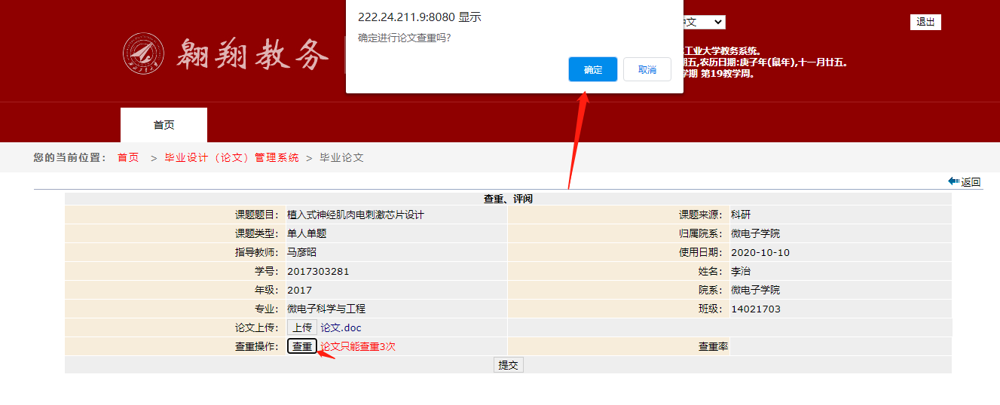 222.24.211.9:8080 显示
确定进行论文查重吗?
确定 取消
翱翔教务
文
退出
工业大学教务系统。
期五,农历日期:庚子年(鼠年),十一月廿五。
学期 第19教学周。
首页
您的当前位置： 首页 > 毕业设计（论文）管理系统 > 毕业论文
返回
查重、评阅
课题题目： 植入式神经肌肉电刺激芯片设计 课题来源： 科研
课题类型： 单人单题 归属院系： 微电子学院
指导教师： 马彦昭 使用日期： 2020-10-10
学号： 2017303281 姓名： 李治
年级： 2017 院系： 微电子学院
专业： 微电子科学与工程 班级： 14021703
论文上传： 上传 论文.doc
查重操作： 查重 论文只能查重3次 查重率
提交